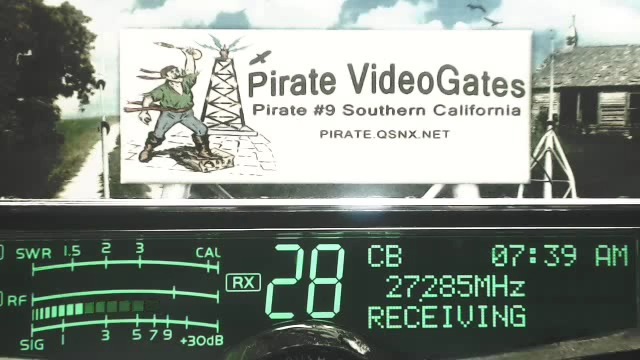 Pirate VideoGates
Pirate #9 Southern California
PIRATE.QSNX.NET
SWR 1.5 2 3 CAL
RX
28
CB 07:39 AM
27285MHz
RECEIVING
RF
SIG 1 3 5 7 9 +30dB